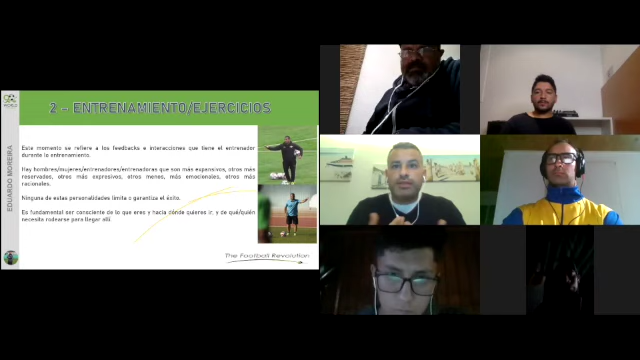 WORLD
2 – ENTRENAMIENTO/EJERCICIOS
EDUARDO MOREIRA
Este momento se refiere a los feedbacks e interacciones que tiene el entrenador
durante la entrenamiento.
Hay hombres/mujeres/entrenadores/entrenadoras que son más expansivos, otros más
reservados, otros más expresivos, otros menos, más emocionales, otros más
racionales.
Ninguna de estas personalidades limita o garantiza el éxito.
Es fundamental ser consciente de lo que eres y hacia dónde quieres ir, y de qué/quién
necesita rodearse para llegar allí
The Football Revolution